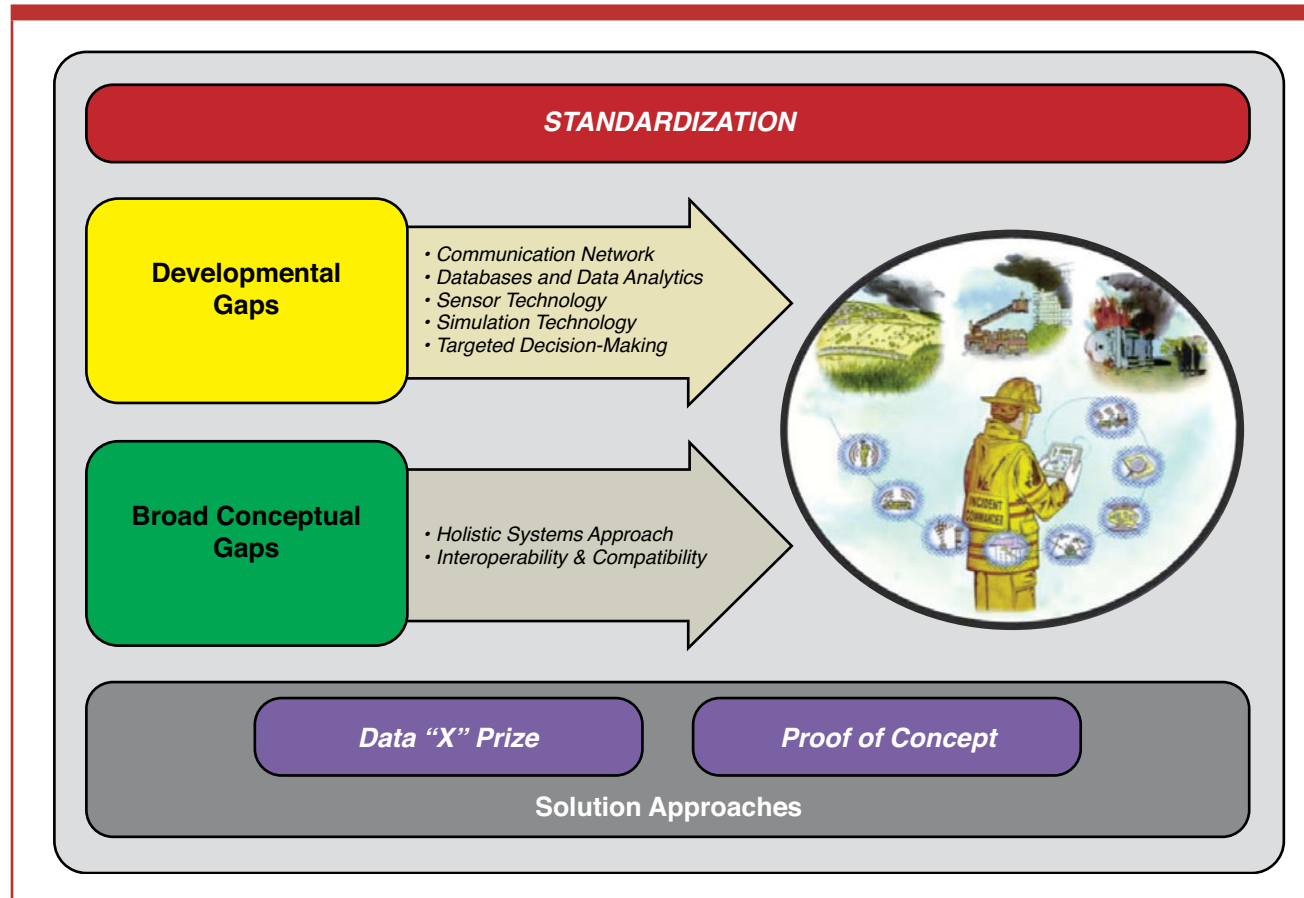 STANDARDIZATION
Developmental
Gaps
• Communication Network
• Databases and Data Analytics
• Sensor Technology
• Simulation Technology
• Targeted Decision-Making
Broad Conceptual
Gaps
• Holistic Systems Approach
• Interoperability & Compatibility
INCIDENT
COMMANDER
Data “X” Prize
Proof of Concept
Solution Approaches